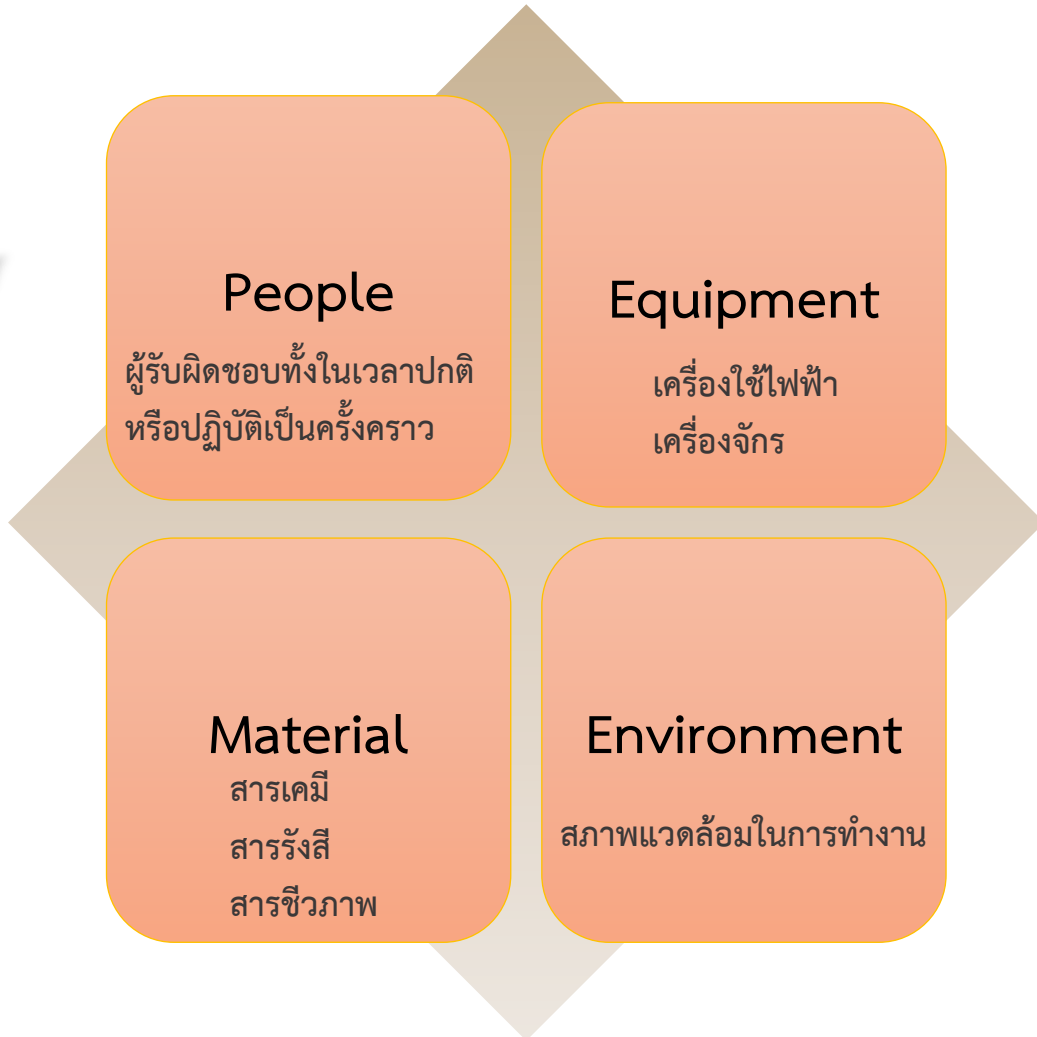 People
ผู้รับผิดชอบทั้งในเวลาปกติ
หรือปฏิบัติเป็นครั้งคราว
Equipment
เครื่องใช้ไฟฟ้า
เครื่องจักร
Material
สารเคมี
สารรังสี
สารชีวภาพ
Environment
สภาพแวดล้อมในการทำงาน